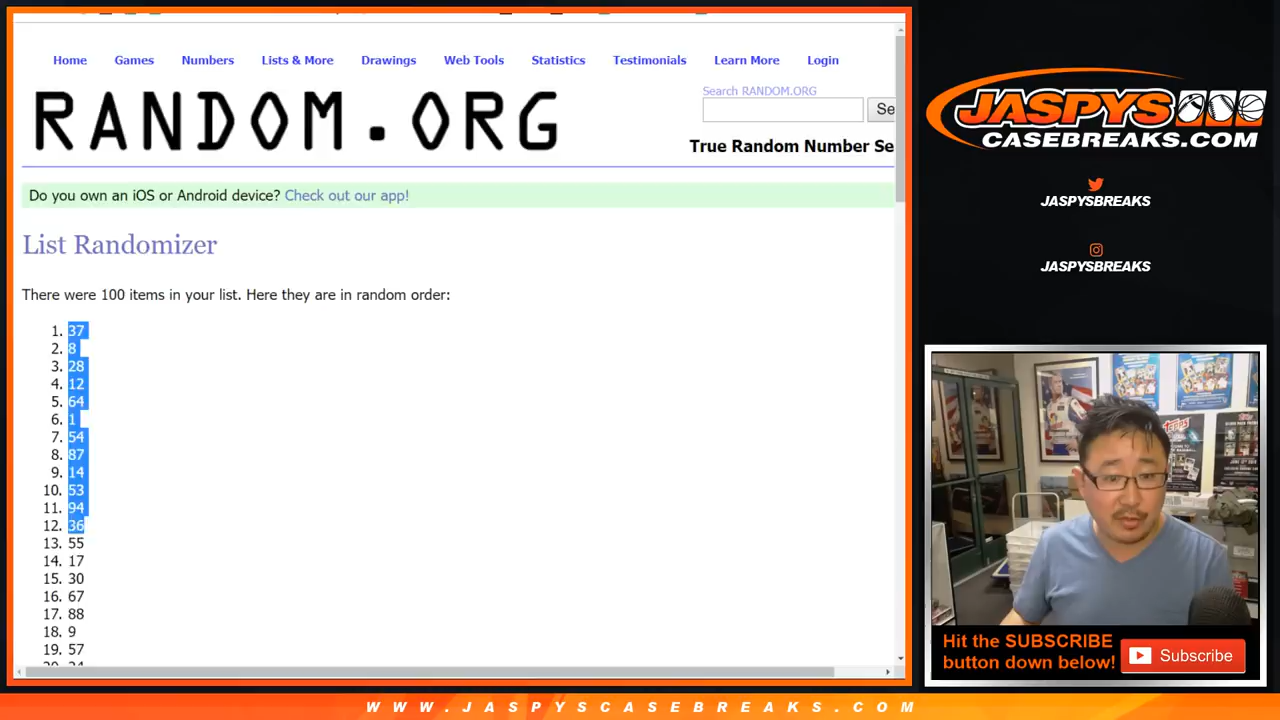 Home Games Numbers Lists & More Drawings Web Tools Statistics Testimonials Learn More Login
RANDOM.ORG
Search RANDOM.ORG
Se
True Random Number Se
Do you own an iOS or Android device? Check out our app!
List Randomizer
There were 100 items in your list. Here they are in random order:
1. 37
2. 8
3. 28
4. 12
5. 64
6. 1
7. 54
8. 87
9. 14
10. 53
11. 94
12. 36
13. 55
14. 17
15. 30
16. 67
17. 88
18. 9
19. 57
JASPYS
CASEBREAKS.COM
JASPYSBREAKS
JASPYSBREAKS
TOPPS
Hit the SUBSCRIBE
button down below!
Subscribe
WWW.JASPYSCASEBREAKS.COM